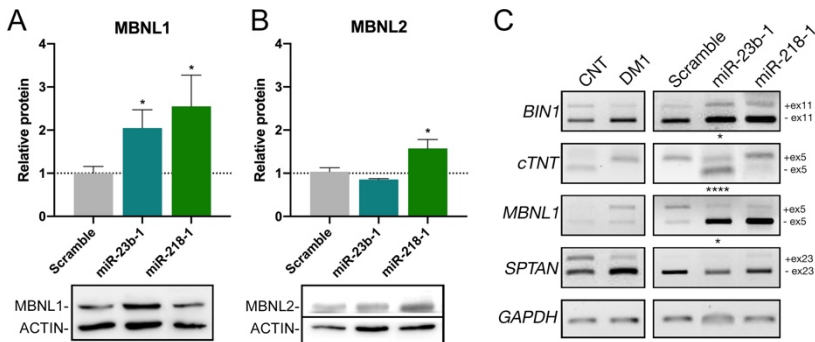 A
MBNL1
Relative protein
4
3
2
1
0
*
*
Scramble
miR-23b-1
miR-218-1
MBNL1-
ACTIN-
B
MBNL2
Relative protein
4
3
2
1
0
*
Scramble
miR-23b-1
miR-218-1
MBNL2-
ACTIN-
C
CNT
DM1
Scramble
miR-23b-1
miR-218-1
BIN1
+ex11
- ex11
*
cTNT
+ex5
- ex5
****
MBNL1
+ex5
- ex5
*
SPTAN
+ex23
- ex23
GAPDH